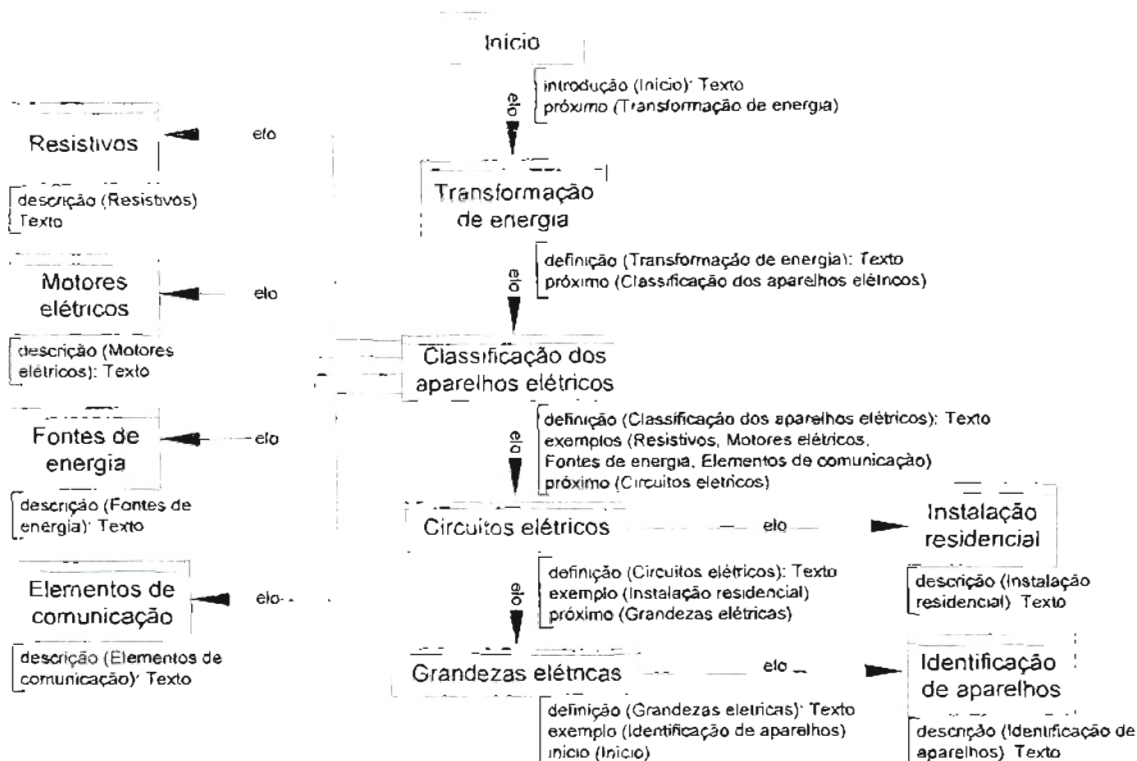 Início
elo
introdução (Início): Texto
próximo (Transformação de energia)
Transformação
de energia
elo
definição (Transformação de energia): Texto
próximo (Classificação dos aparelhos elétricos)
Classificação dos
aparelhos elétricos
elo
definição (Classificação dos aparelhos elétricos): Texto
exemplos (Resistivos, Motores elétricos,
Fontes de energia, Elementos de comunicação)
próximo (Circuitos eletricos)
elo
Resistivos
descrição (Resistivos)
Texto
elo
Motores
elétricos
descrição (Motores
elétricos): Texto
elo
Fontes de
energia
descrição (Fontes de
energia): Texto
elo
Elementos de
comunicação
descrição (Elementos de
comunicação): Texto
Circuitos elétricos
elo
Instalação
residencial
descrição (Instalação
residencial) Texto
elo
definição (Circuitos elétricos): Texto
exemplo (Instalação residencial)
próximo (Grandezas elétricas)
Grandezas elétricas
elo
Identificação
de aparelhos
descrição (Identificação de
aparelhos) Texto
definição (Grandezas eletricas): Texto
exemplo (Identificação de aparelhos)
inicio (Início)